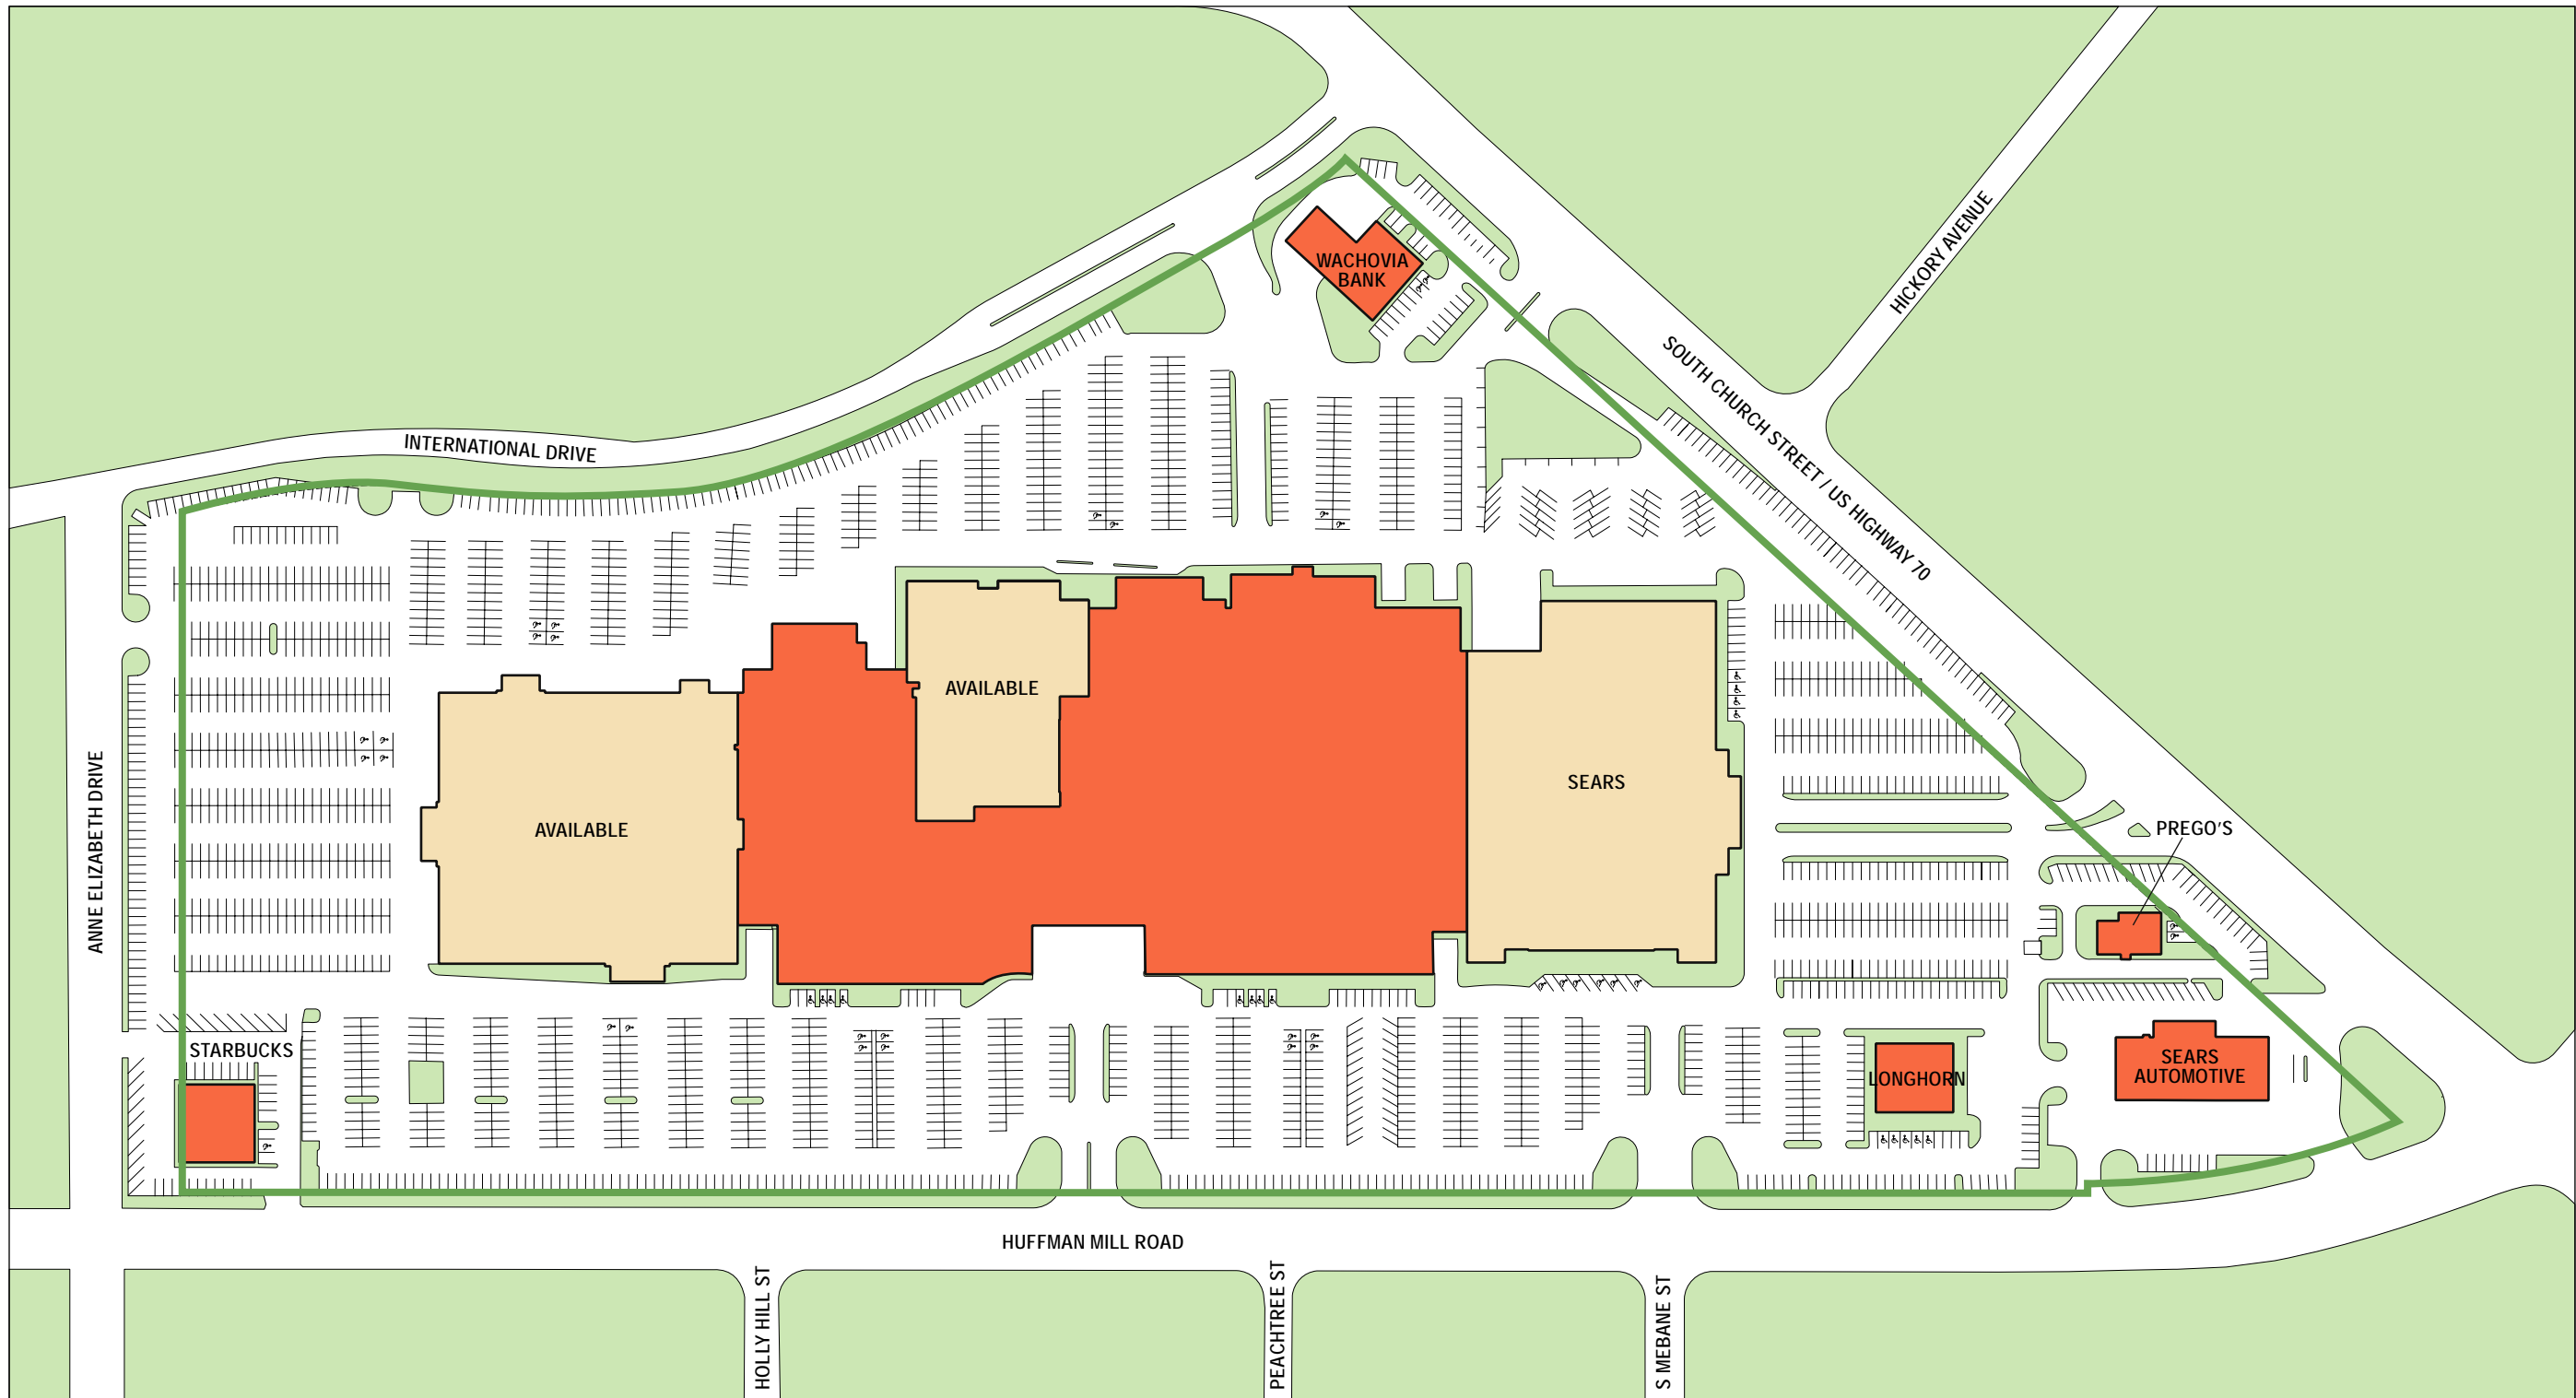 WACHOVIA
BANK
HICKORY AVENUE
SOUTH CHURCH STREET / US HIGHWAY 70
INTERNATIONAL DRIVE
AVAILABLE
SEARS
AVAILABLE
PREGO'S
ANNE ELIZABETH DRIVE
STARBUCKS
LONGHORN
SEARS
AUTOMOTIVE
HUFFMAN MILL ROAD
HOLLY HILL ST
PEACHTREE ST
S MEBANE ST